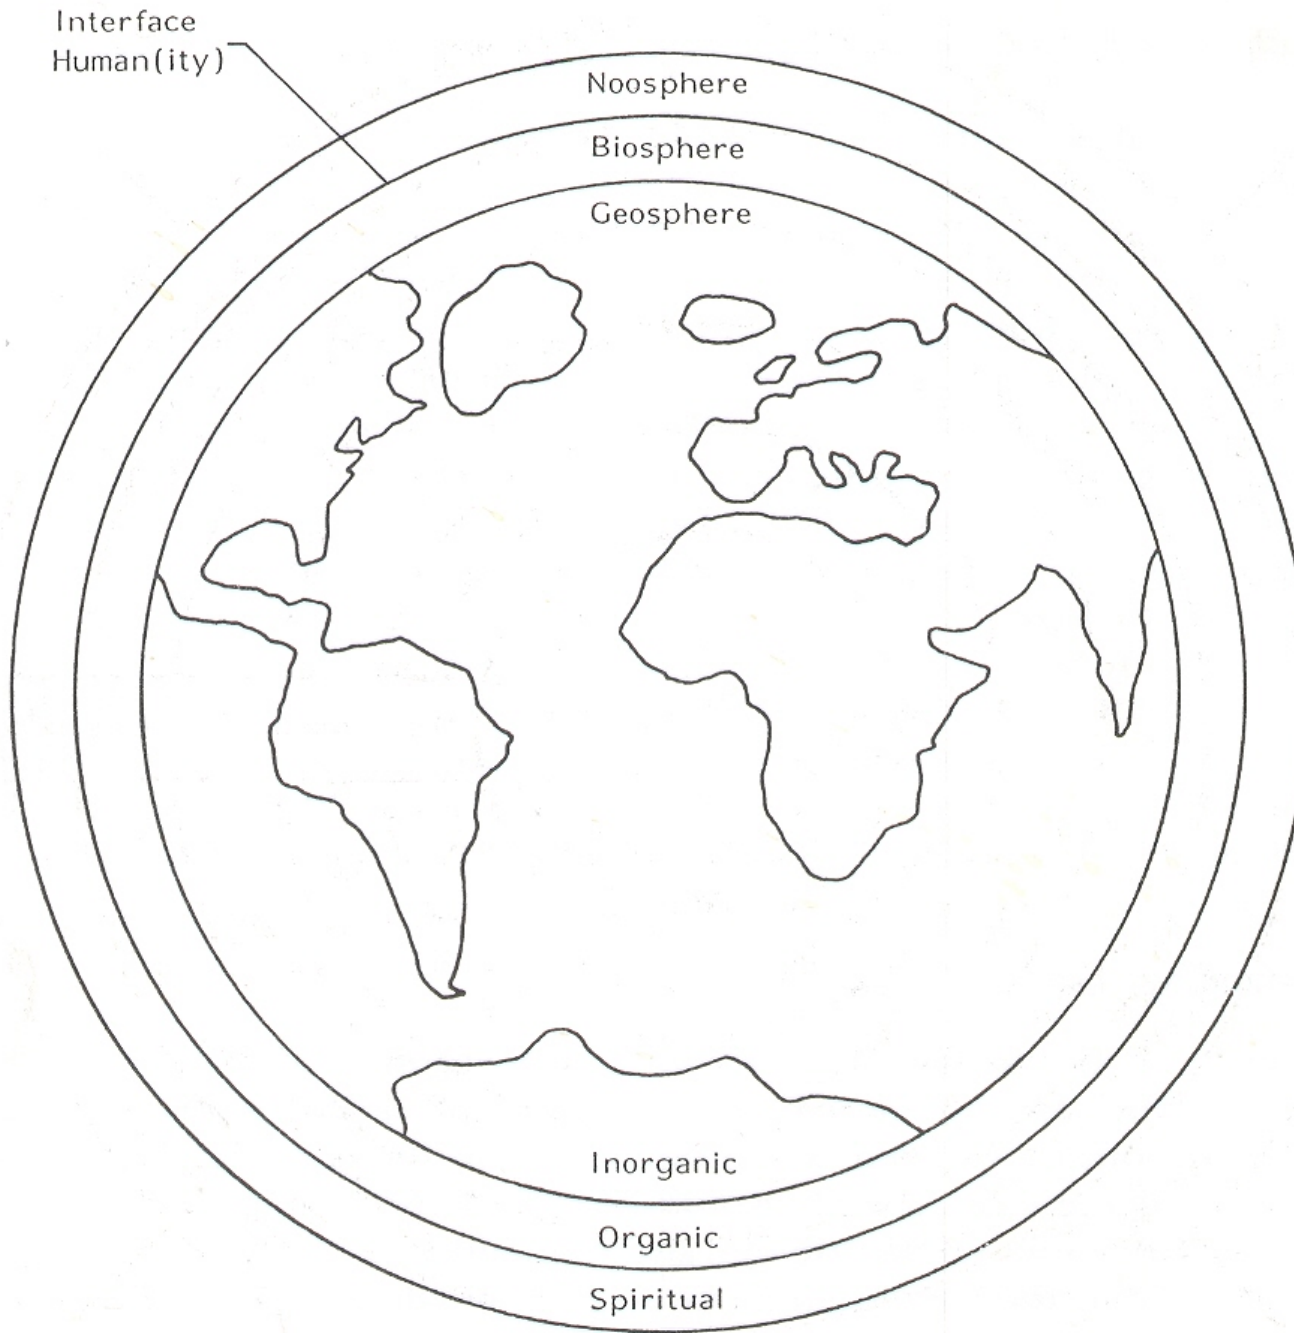 Interface
Human(ity)
Noosphere
Biosphere
Geosphere
Inorganic
Organic
Spiritual